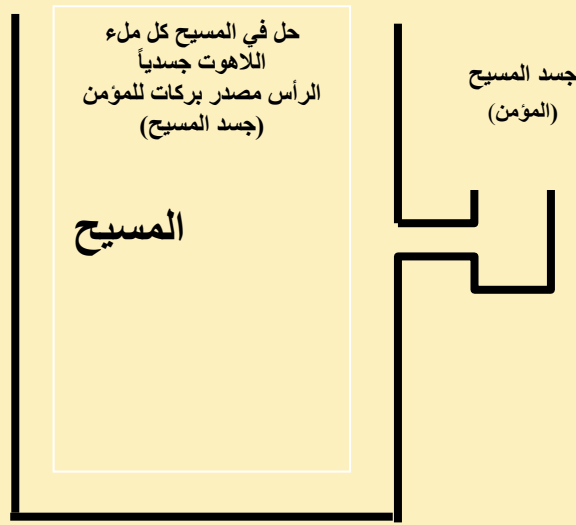 حل في المسيح كل ملء
اللاهوت جسدياً
الرأس مصدر بركات للمؤمن
(جسد المسيح)
المسيح
جسد المسيح
(المؤمن)